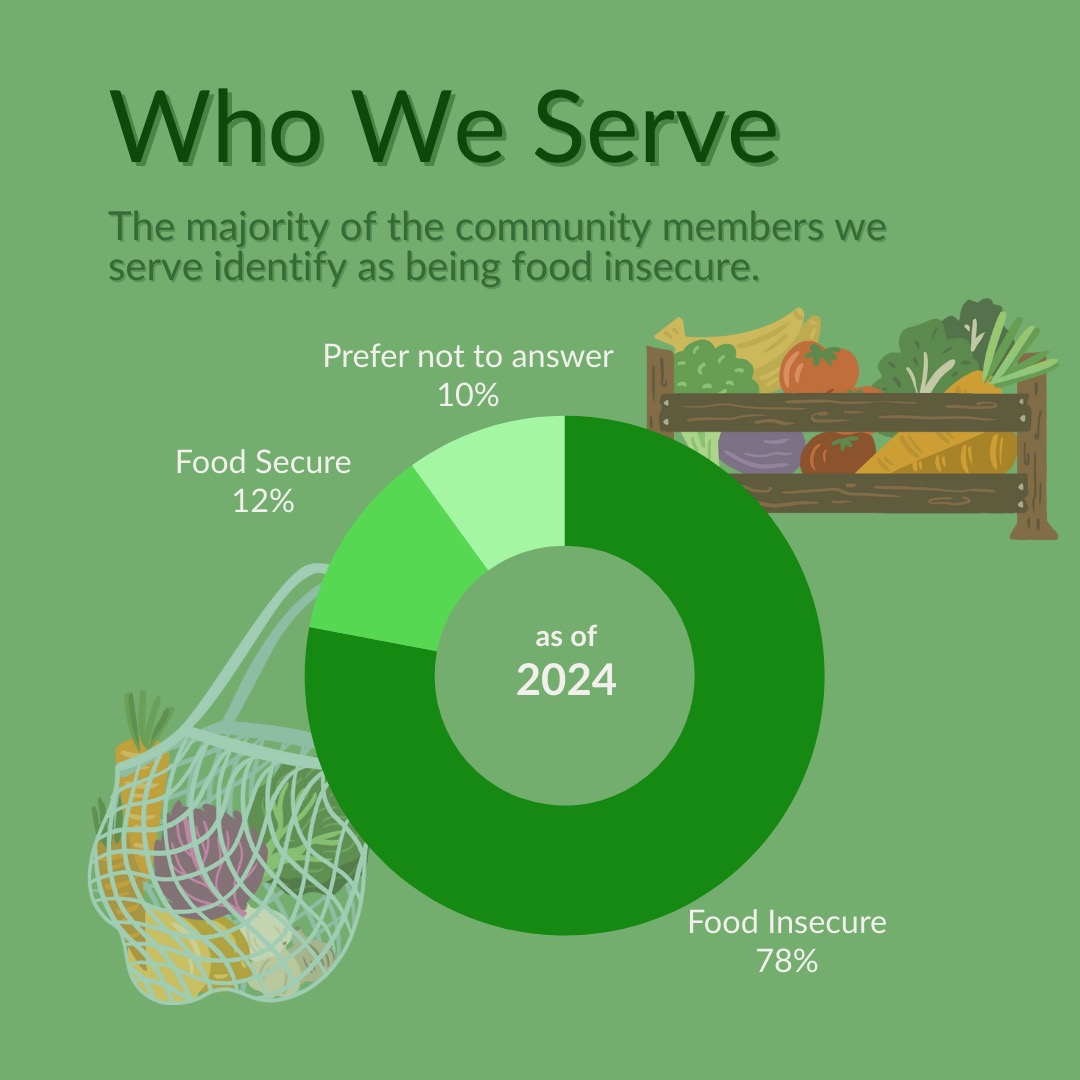 Who We Serve
The majority of the community members we
serve identify as being food insecure.
Prefer not to answer
10%
Food Secure
12%
as of
2024
Food Insecure
78%